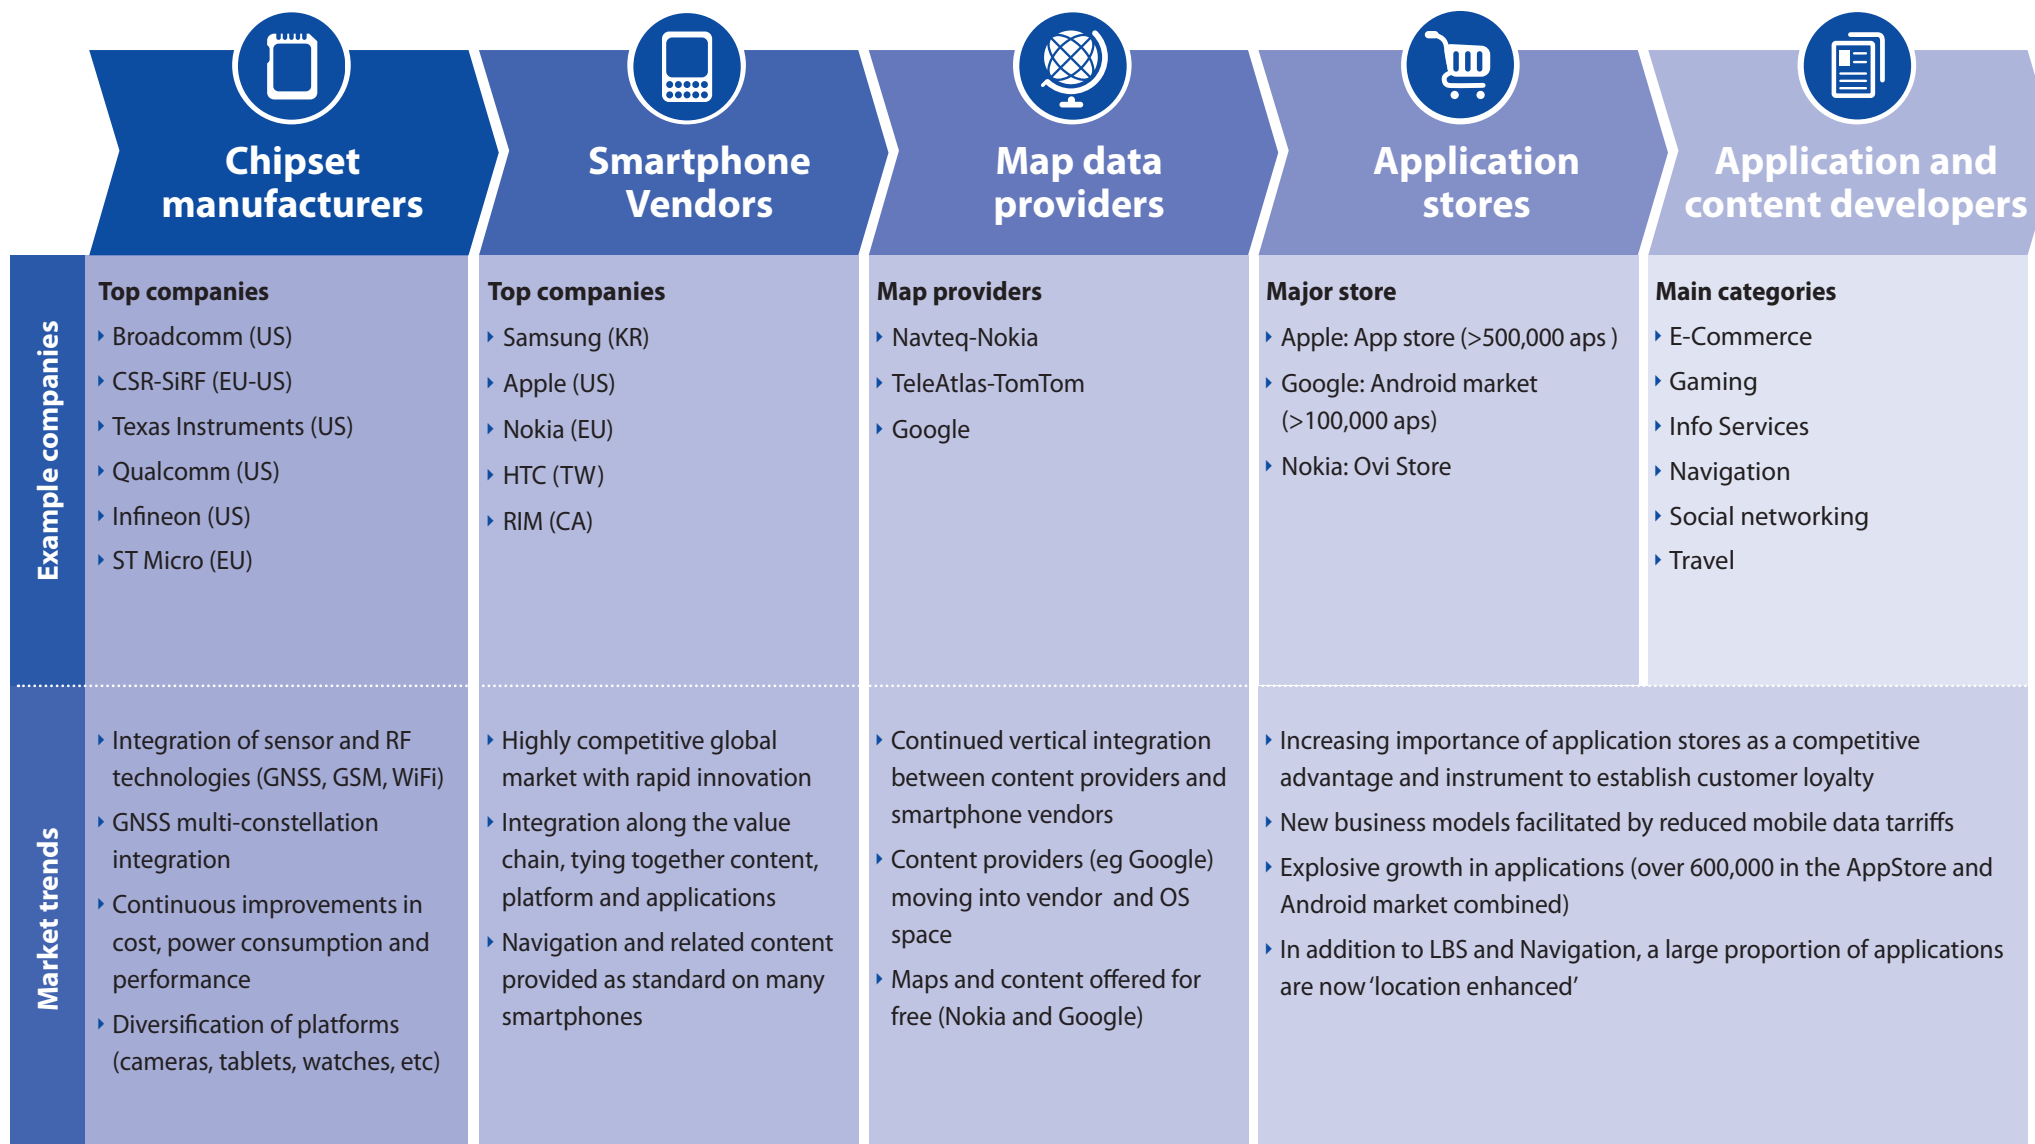 Chipset
manufacturers
Smartphone
Vendors
Map data
providers
Application
stores
Application and
content developers
Example companies
Top companies
Broadcomm (US)
CSR-SiRF (EU-US)
Texas Instruments (US)
Qualcomm (US)
Infineon (US)
ST Micro (EU)
Top companies
Samsung (KR)
Apple (US)
Nokia (EU)
HTC (TW)
RIM (CA)
Map providers
Navteq-Nokia
TeleAtlas-TomTom
Google
Major store
Apple: App store (>500,000 aps )
Google: Android market
(>100,000 aps)
Nokia: Ovi Store
Main categories
E-Commerce
Gaming
Info Services
Navigation
Social networking
Travel
Market trends
Integration of sensor and RF
technologies (GNSS, GSM, WiFi)
GNSS multi-constellation
integration
Continuous improvements in
cost, power consumption and
performance
Diversification of platforms
(cameras, tablets, watches, etc)
Highly competitive global
market with rapid innovation
Integration along the value
chain, tying together content,
platform and applications
Navigation and related content
provided as standard on many
smartphones
Continued vertical integration
between content providers and
smartphone vendors
Content providers (eg Google)
moving into vendor and OS
space
Maps and content offered for
free (Nokia and Google)
Increasing importance of application stores as a competitive
advantage and instrument to establish customer loyalty
New business models facilitated by reduced mobile data tarriffs
Explosive growth in applications (over 600,000 in the AppStore and
Android market combined)
In addition to LBS and Navigation, a large proportion of applications
are now ‘location enhanced’